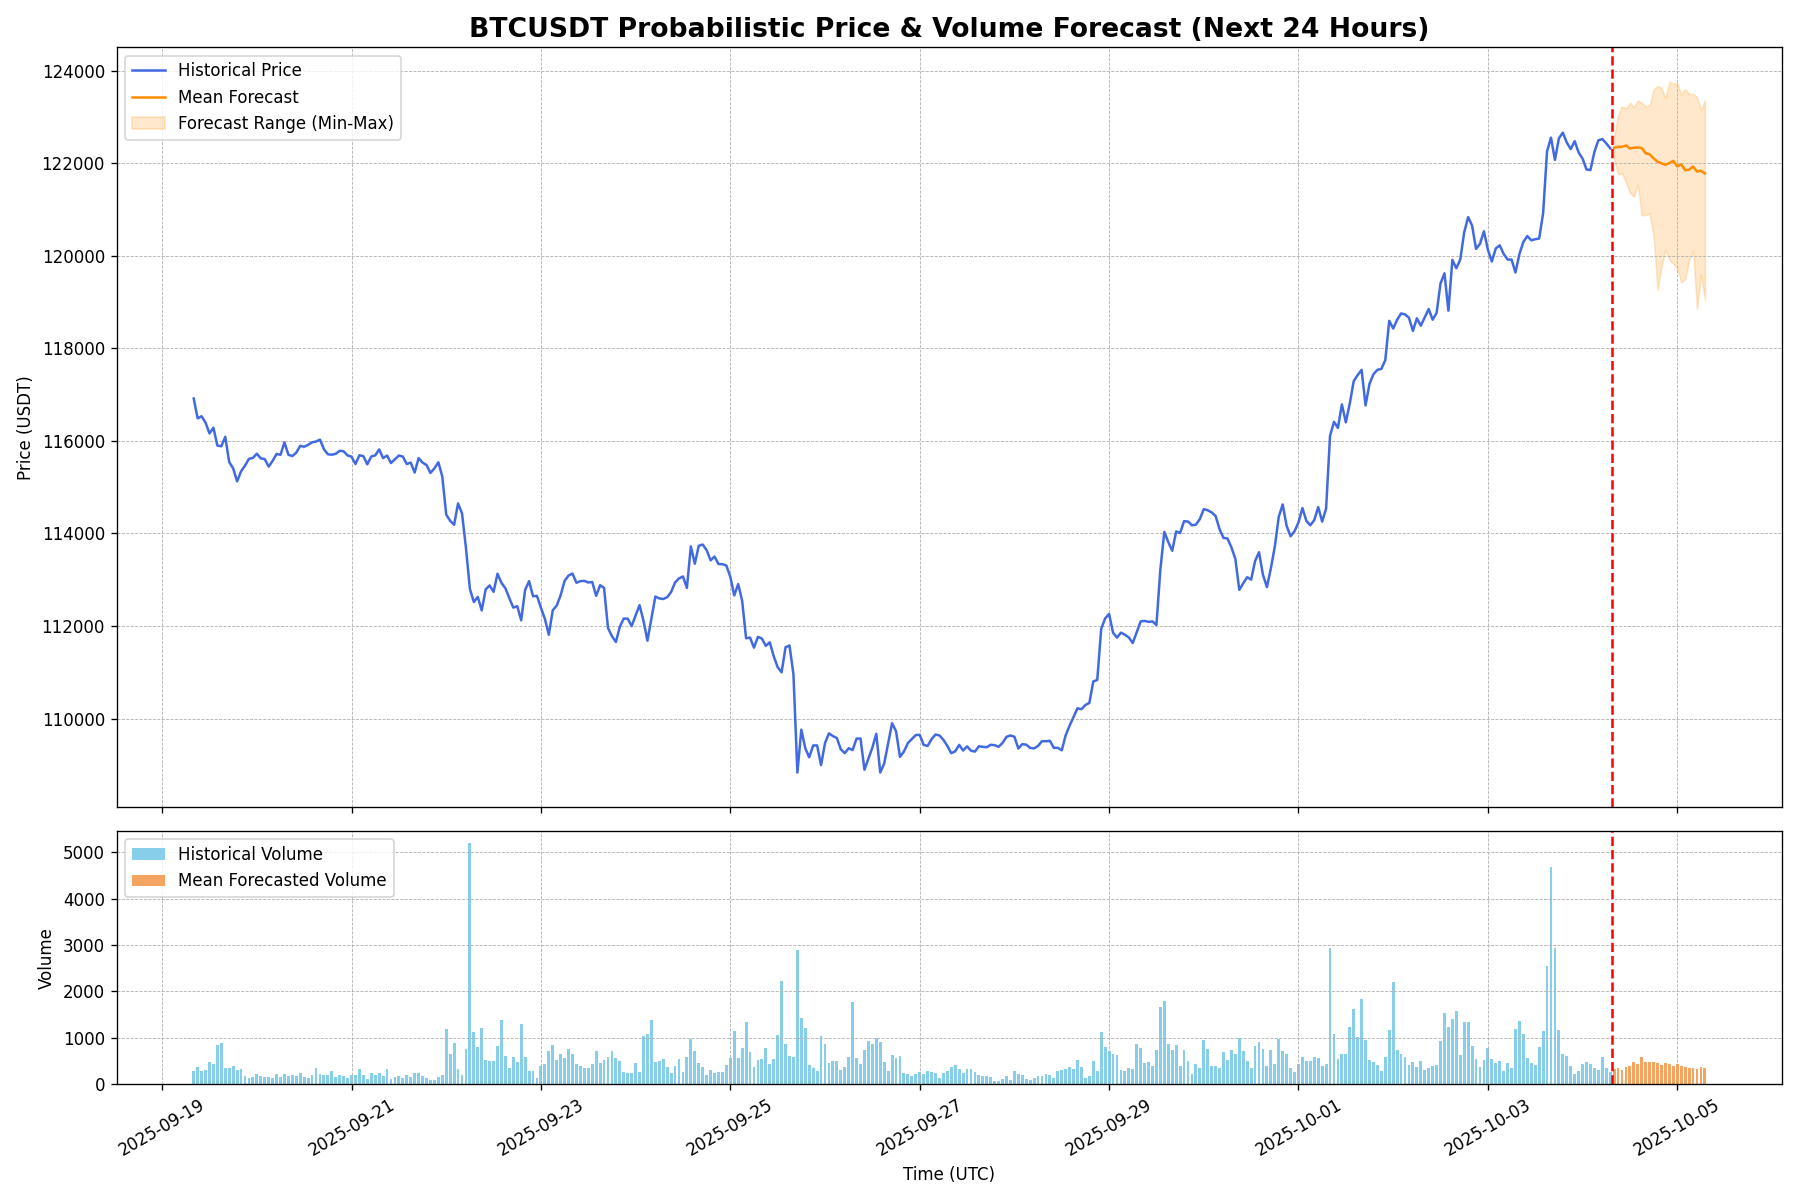 BTCUSDT Probabilistic Price & Volume Forecast (Next 24 Hours)
Historical Price
Mean Forecast
Forecast Range (Min-Max)
124000
122000
120000
118000
116000
114000
112000
110000
Price (USDT)
Historical Volume
Mean Forecasted Volume
5000
4000
3000
2000
1000
0
Volume
2025-09-19
2025-09-21
2025-09-23
2025-09-25
2025-09-27
2025-09-29
2025-10-01
2025-10-03
2025-10-05
Time (UTC)